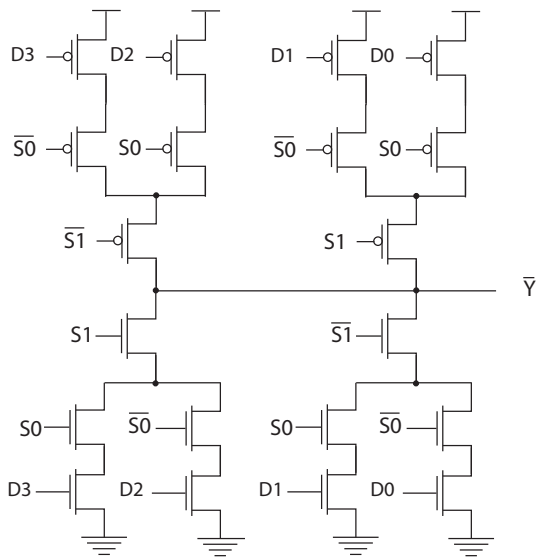 D3 D2 D1 D0
S̅0̅ S0 S̅0̅ S0
S̅1̅ S1
Y̅
S1 S̅1̅
S0 S̅0̅ S0 S̅0̅
D3 D2 D1 D0